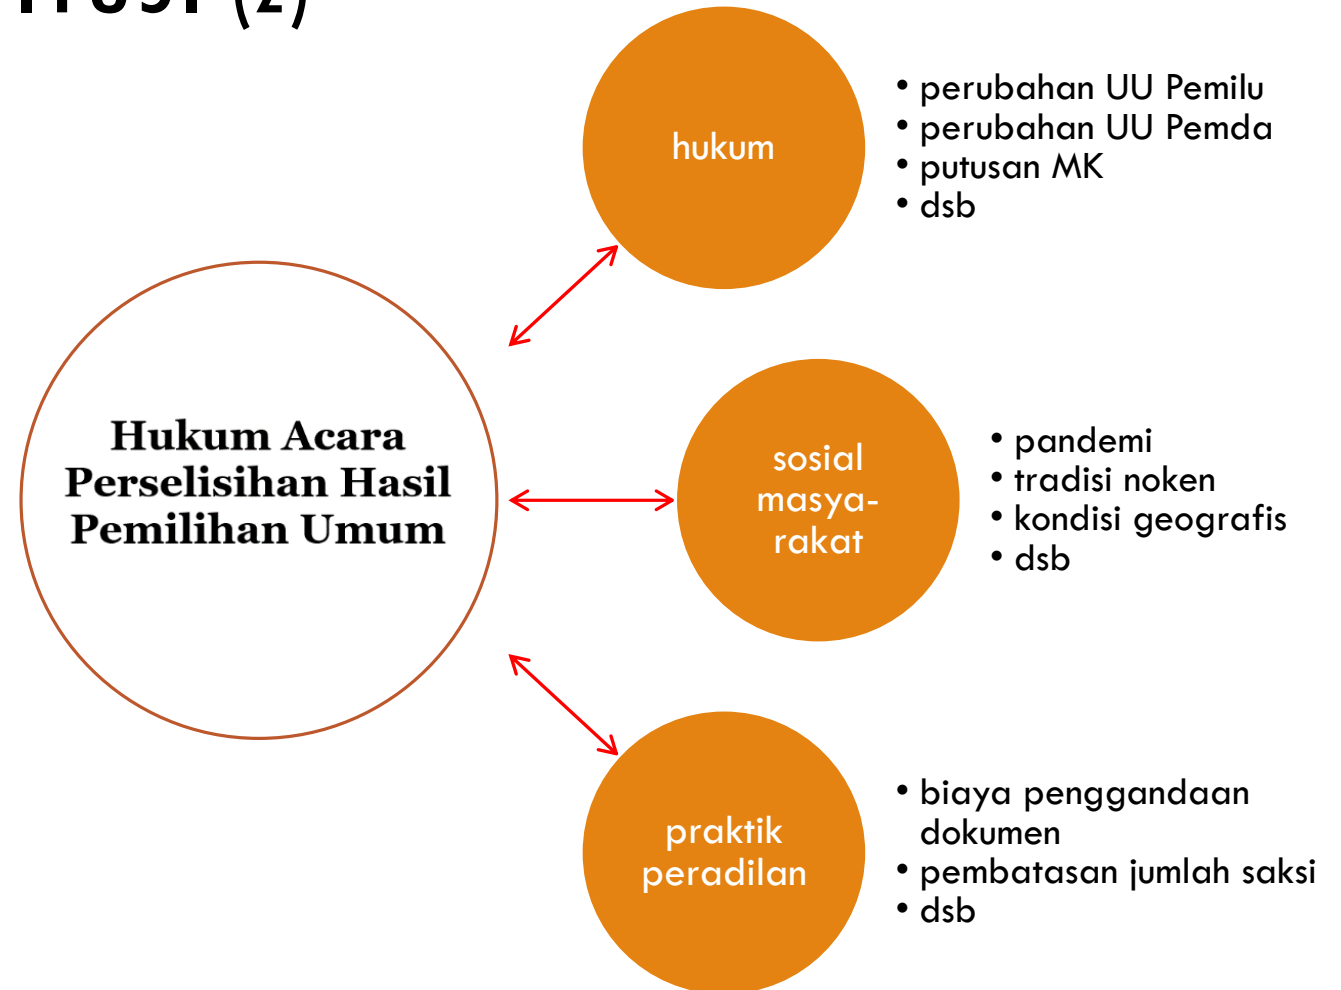 (2)
hukum
• perubahan UU Pemilu
• perubahan UU Pemda
• putusan MK
• dsb
Hukum Acara
Perselisihan Hasil
Pemilihan Umum
sosial
masya-
rakat
• pandemi
• tradisi noken
• kondisi geografis
• dsb
praktik
peradilan
• biaya penggandaan
dokumen
• pembatasan jumlah saksi
• dsb